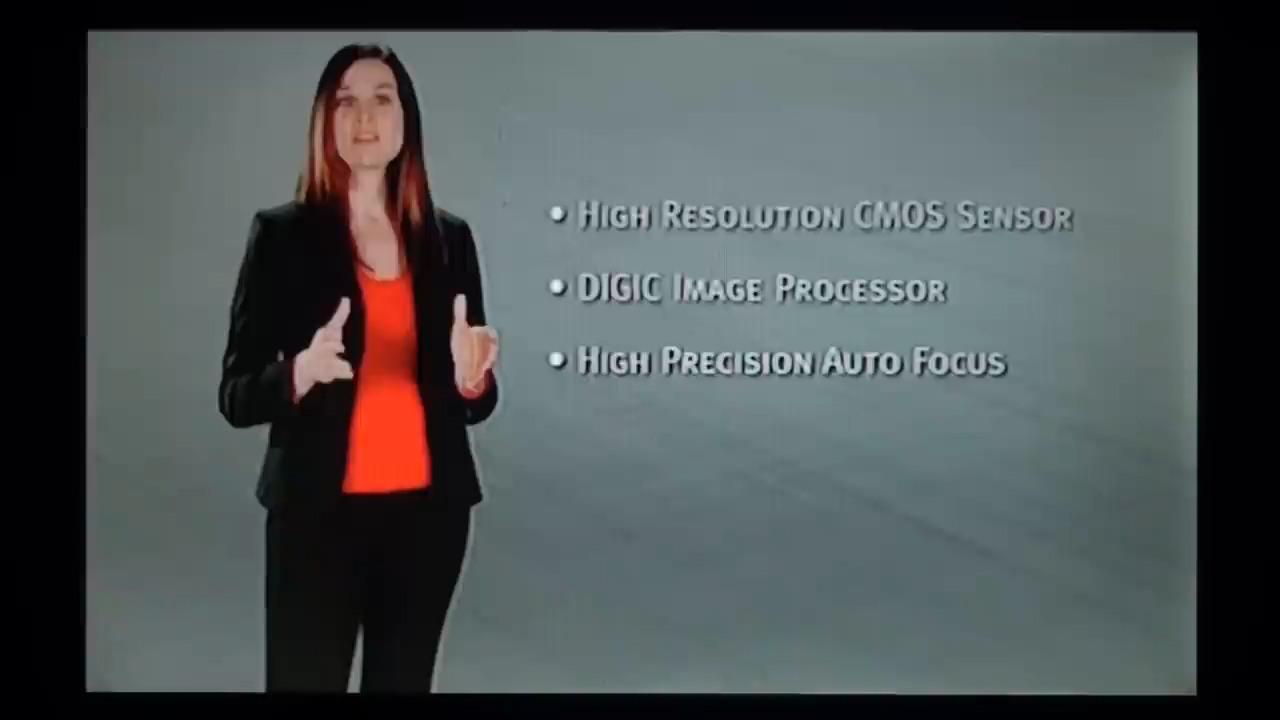 • High Resolution CMOS Sensor
• DIGIC Image Processor
• High Precision Auto Focus